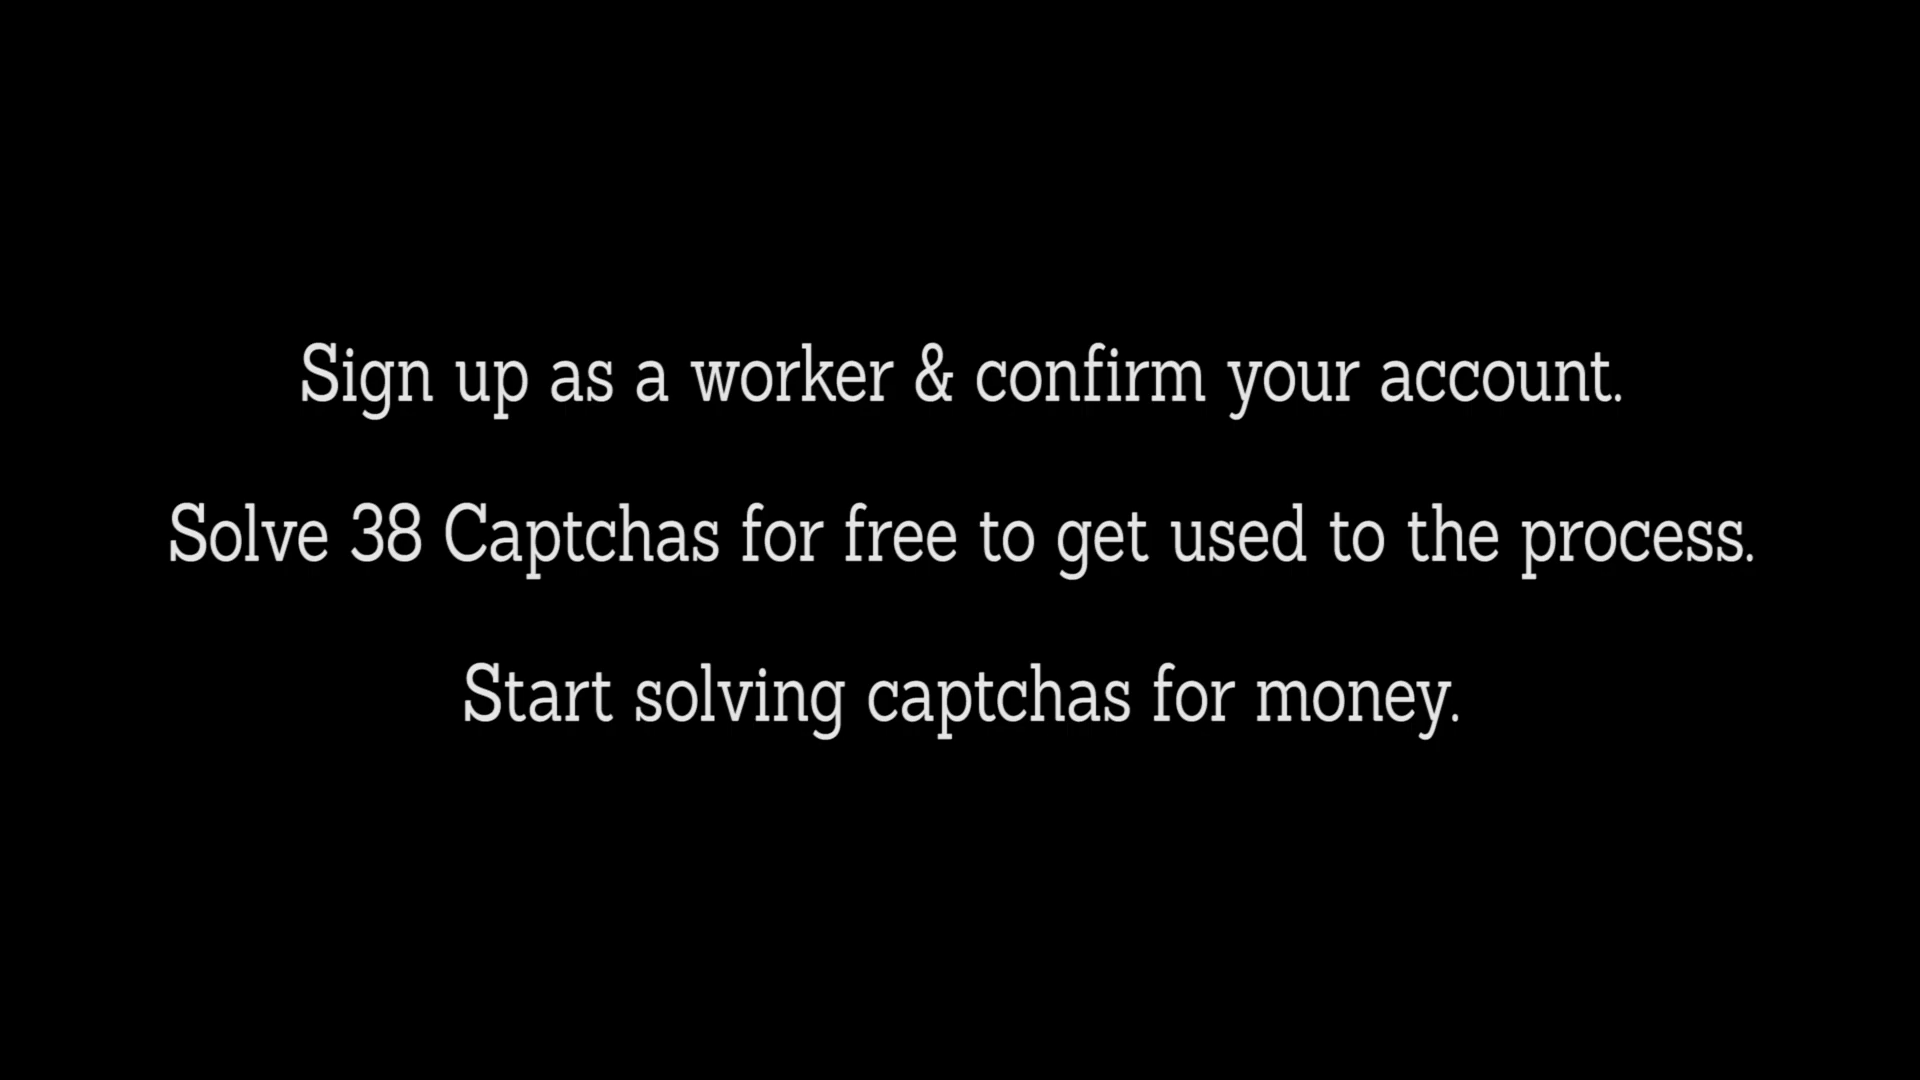 Sign up as a worker & confirm your account.
Solve 38 Captchas for free to get used to the process.
Start solving captchas for money.